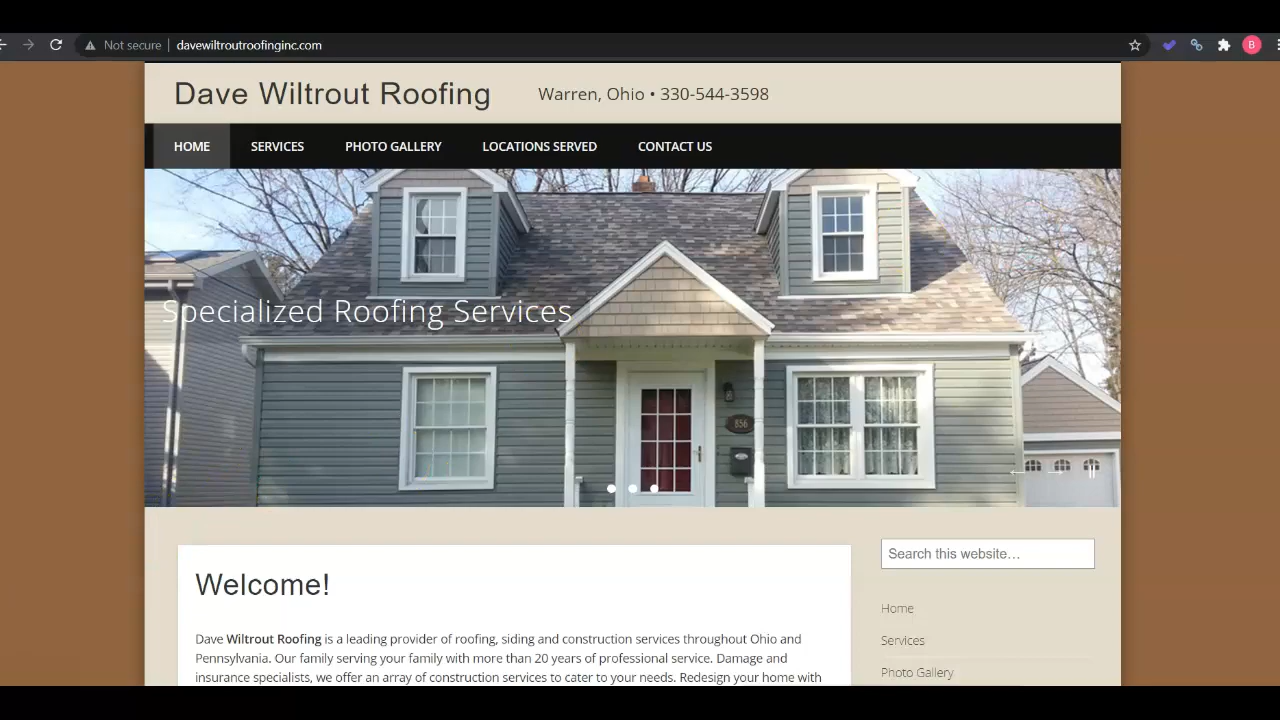 Not secure davewiltroutroofinginc.com
B
Dave Wiltrout Roofing
Warren, Ohio • 330-544-3598
HOME SERVICES PHOTO GALLERY LOCATIONS SERVED CONTACT US
Specialized Roofing Services
856
Search this website…
Welcome!
Home
Dave Wiltrout Roofing is a leading provider of roofing, siding and construction services throughout Ohio and
Services
Pennsylvania. Our family serving your family with more than 20 years of professional service. Damage and
Photo Gallery
insurance specialists, we offer an array of construction services to cater to your needs. Redesign your home with